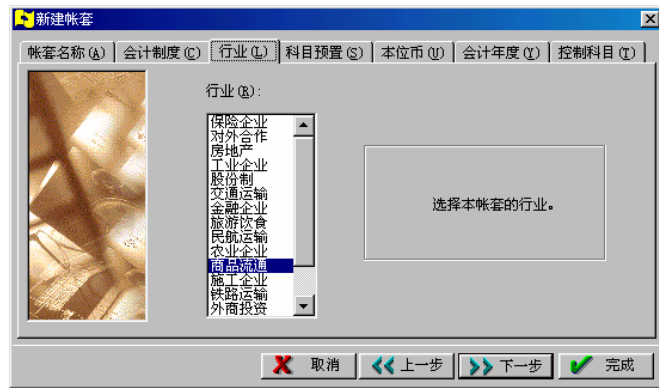 新建帐套
帐套名称(A) 会计制度(C) 行业(L) 科目预置(S) 本位币(U) 会计年度(Y) 控制科目(T)
行业(R):
保险企业
对外合作
房地产
工业企业
股份制
交通运输
金融企业
旅游饮食
民航运输
农业企业
商品流通
施工企业
铁路运输
外商投资
选择本帐套的行业。
取消 上一步 下一步 完成